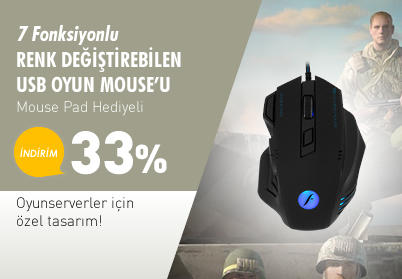 7 Fonksiyonlu
RENK DEĞİŞTİREBİLEN
USB OYUN MOUSE'U
Mouse Pad Hediyeli
İNDİRİM
33%
Oyunserverler için
özel tasarım!